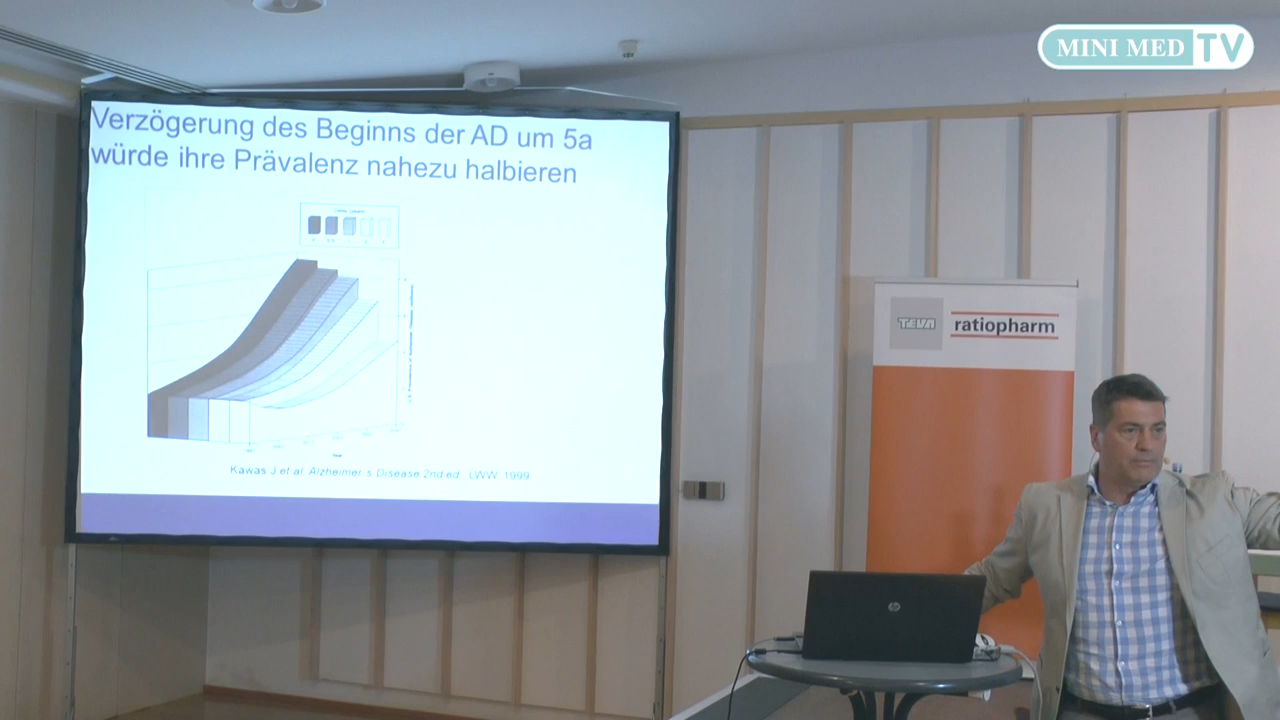 MINI MED TV
Verzögerung des Beginns der AD um 5a
würde ihre Prävalenz nahezu halbieren
Kawas J et al. Alzheimer's Disease 2nd ed. LWW. 1999
TEVA
ratiopharm
hp